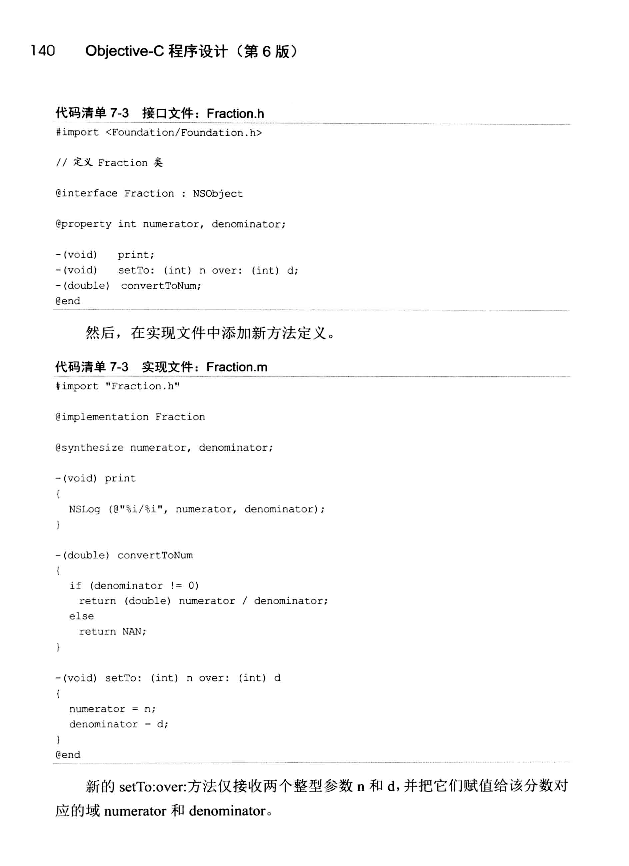 140 Objective-C 程序设计（第 6 版）
代码清单 7-3 接口文件：Fraction.h
#import <Foundation/Foundation.h>
// 定义 Fraction 类
@interface Fraction : NSObject
@property int numerator, denominator;
-(void) print;
-(void) setTo: (int) n over: (int) d;
-(double) convertToNum;
@end
然后，在实现文件中添加新方法定义。
代码清单 7-3 实现文件：Fraction.m
#import "Fraction.h"
@implementation Fraction
@synthesize numerator, denominator;
-(void) print
{
NSLog (@"%i/%i", numerator, denominator);
}
-(double) convertToNum
{
if (denominator != 0)
return (double) numerator / denominator;
else
return NAN;
}
-(void) setTo: (int) n over: (int) d
{
numerator = n;
denominator = d;
}
@end
新的 setTo:over:方法仅接收两个整型参数 n 和 d，并把它们赋值给该分数对
应的域 numerator 和 denominator。